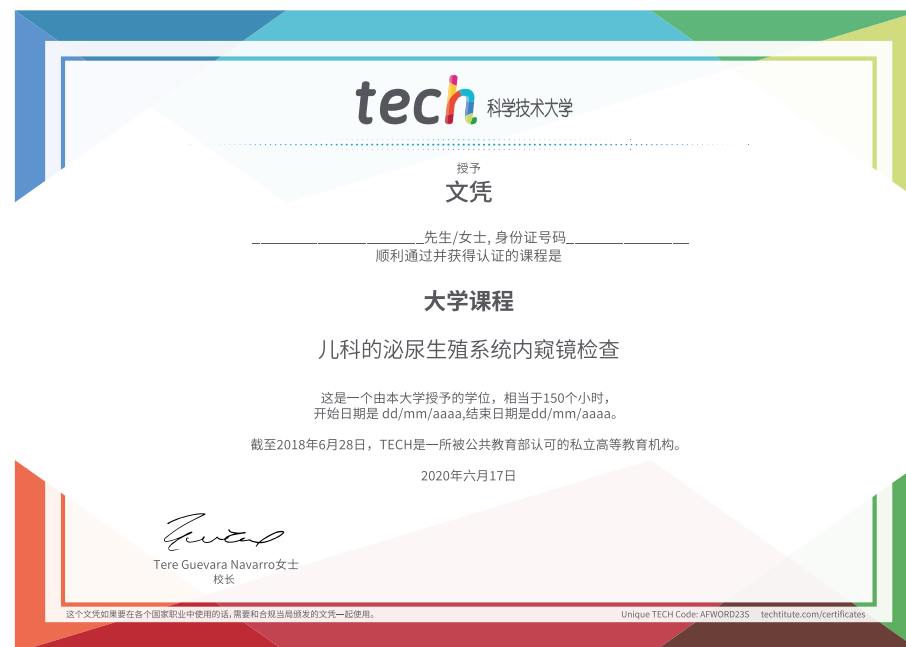 tech 科学技术大学
授予
文凭
________________________先生/女士, 身份证号码_________________
顺利通过并获得认证的课程是
大学课程
儿科的泌尿生殖系统内窥镜检查
这是一个由本大学授予的学位，相当于150个小时，
开始日期是 dd/mm/aaaa,结束日期是dd/mm/aaaa。
截至2018年6月28日，TECH是一所被公共教育部认可的私立高等教育机构。
2020年六月17日
Tere Guevara Navarro女士
校长
这个文凭如果要在各个国家职业中使用的话, 需要和合规当局颁发的文凭一起使用。
Unique TECH Code: AFWORD23S techtitute.com/certificates